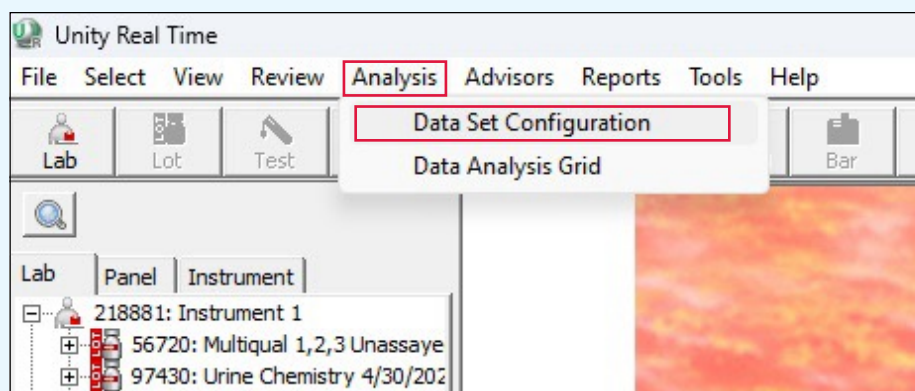 Unity Real Time
File Select View Review Analysis Advisors Reports Tools Help
Data Set Configuration
Data Analysis Grid
Lab Lot Test Bar
Lab Panel Instrument
218881: Instrument 1
LOT 56720: Multiqual 1,2,3 Unassaye
LOT 97430: Urine Chemistry 4/30/202